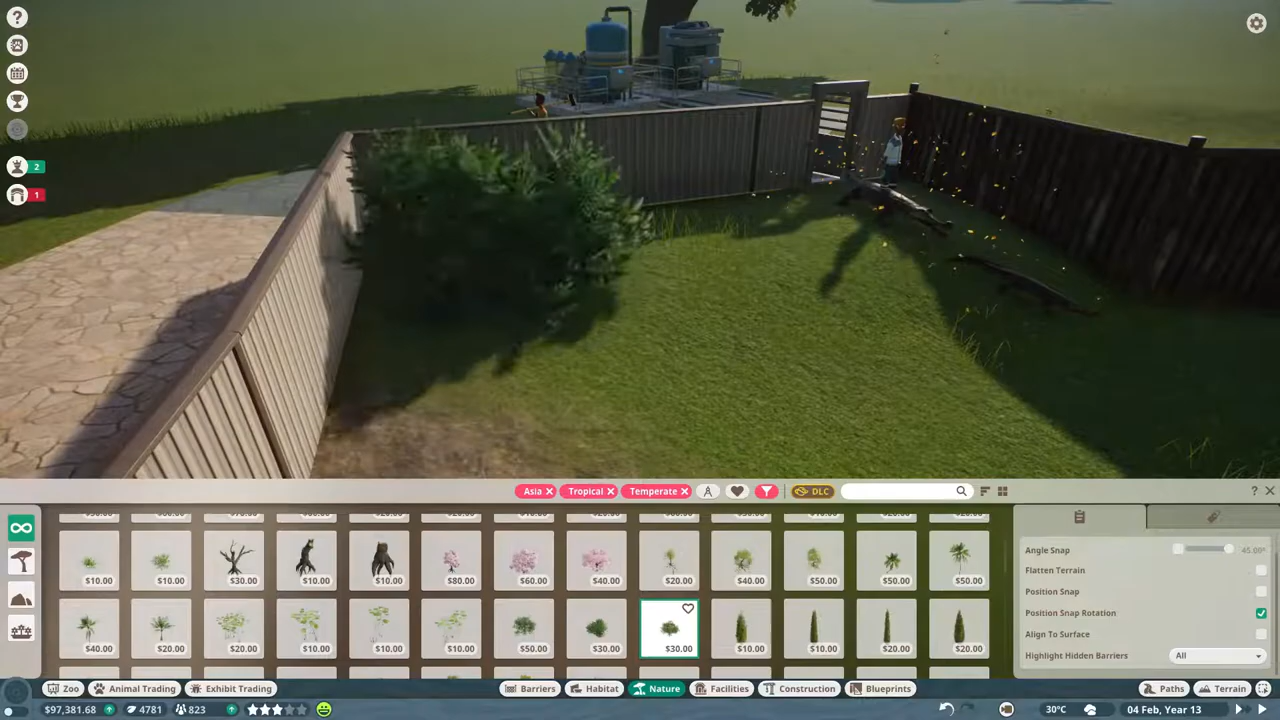 ?
2
1
Asia ×
Tropical ×
Temperate ×
DLC
? ×
$10.00 $10.00 $30.00 $10.00 $10.00 $80.00 $60.00 $40.00 $20.00 $40.00 $50.00 $50.00 $50.00
$40.00 $20.00 $20.00 $10.00 $10.00 $10.00 $50.00 $30.00 $30.00 $10.00 $10.00 $20.00 $20.00
Angle Snap 45.00°
Flatten Terrain
Position Snap
Position Snap Rotation
Align To Surface
Highlight Hidden Barriers All
Zoo Animal Trading Exhibit Trading Barriers Habitat Nature Facilities Construction Blueprints Paths Terrain
$97,381.68 4781 823 30°C 04 Feb, Year 13